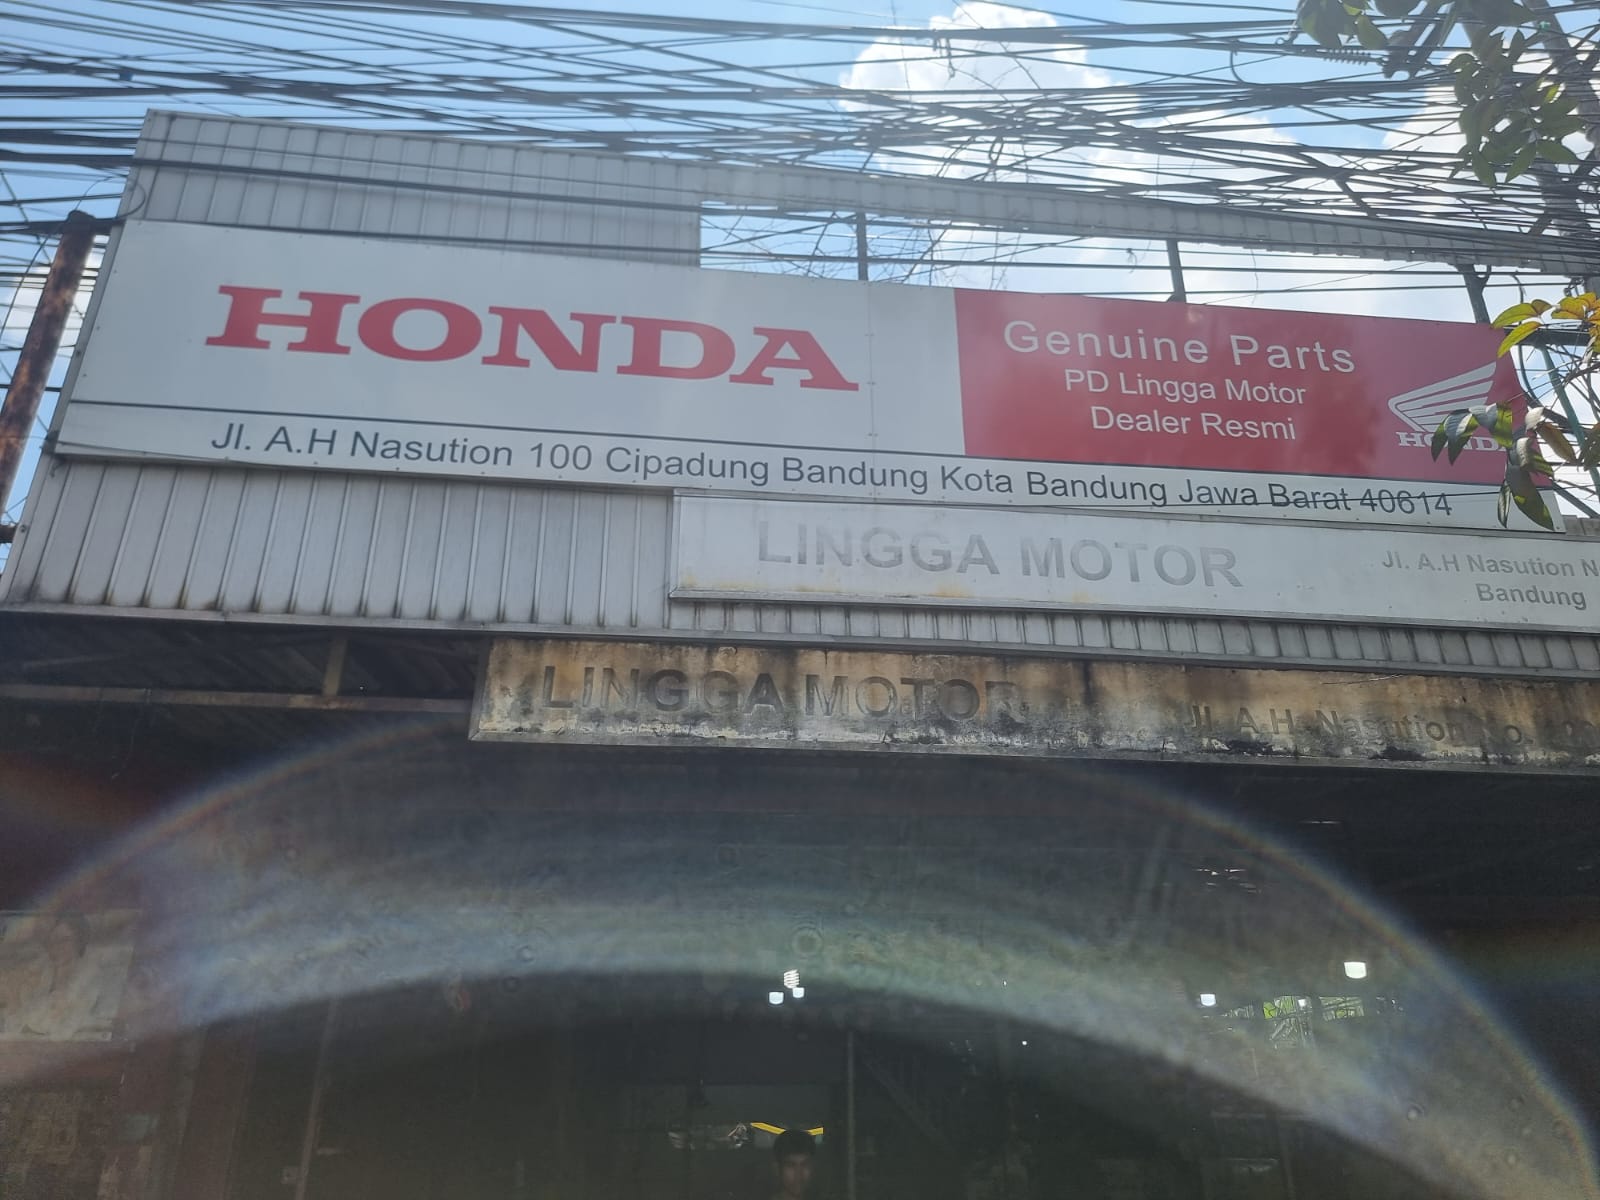 HONDA
Genuine Parts
PD Lingga Motor
Dealer Resmi
HONDA
Jl. A.H Nasution 100 Cipadung Bandung Kota Bandung Jawa Barat 40614
LINGGA MOTOR
Jl. A.H Nasution
Bandung
LINGGA MOTOR
Jl. A.H. Nasution No.